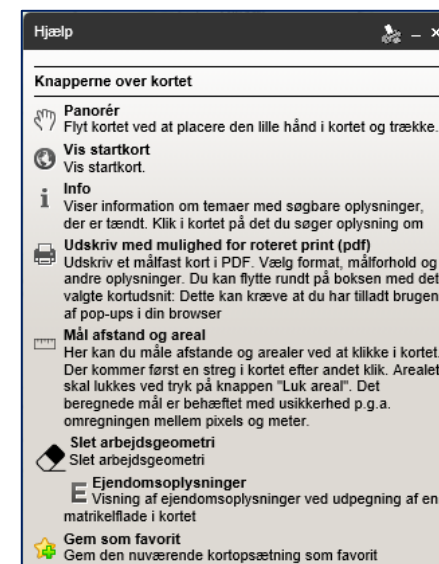 Hjælp
Knapperne over kortet
Panorér
Flyt kortet ved at placere den lille hånd i kortet og trække.
Vis startkort
Vis startkort.
Info
Viser information om temaer med søgbare oplysninger,
der er tændt. Klik i kortet på det du søger oplysning om
Udskriv med mulighed for roteret print (pdf)
Udskriv et målfast kort i PDF. Vælg format, målforhold og
andre oplysninger. Du kan flytte rundt på boksen med det
valgte kortudsnit: Dette kan kræve at du har tilladt brugen
af pop-ups i din browser
Mål afstand og areal
Her kan du måle afstande og arealer ved at klikke i kortet.
Der kommer først en streg i kortet efter andet klik. Arealet
skal lukkes ved tryk på knappen "Luk areal". Det
beregnede mål er behæftet med usikkerhed p.g.a.
omregningen mellem pixels og meter.
Slet arbejdsgeometri
Slet arbejdsgeometri
E Ejendomsoplysninger
Visning af ejendomsoplysninger ved udpegning af en
matrikelflade i kortet
Gem som favorit
Gem den nuværende kortopsætning som favorit